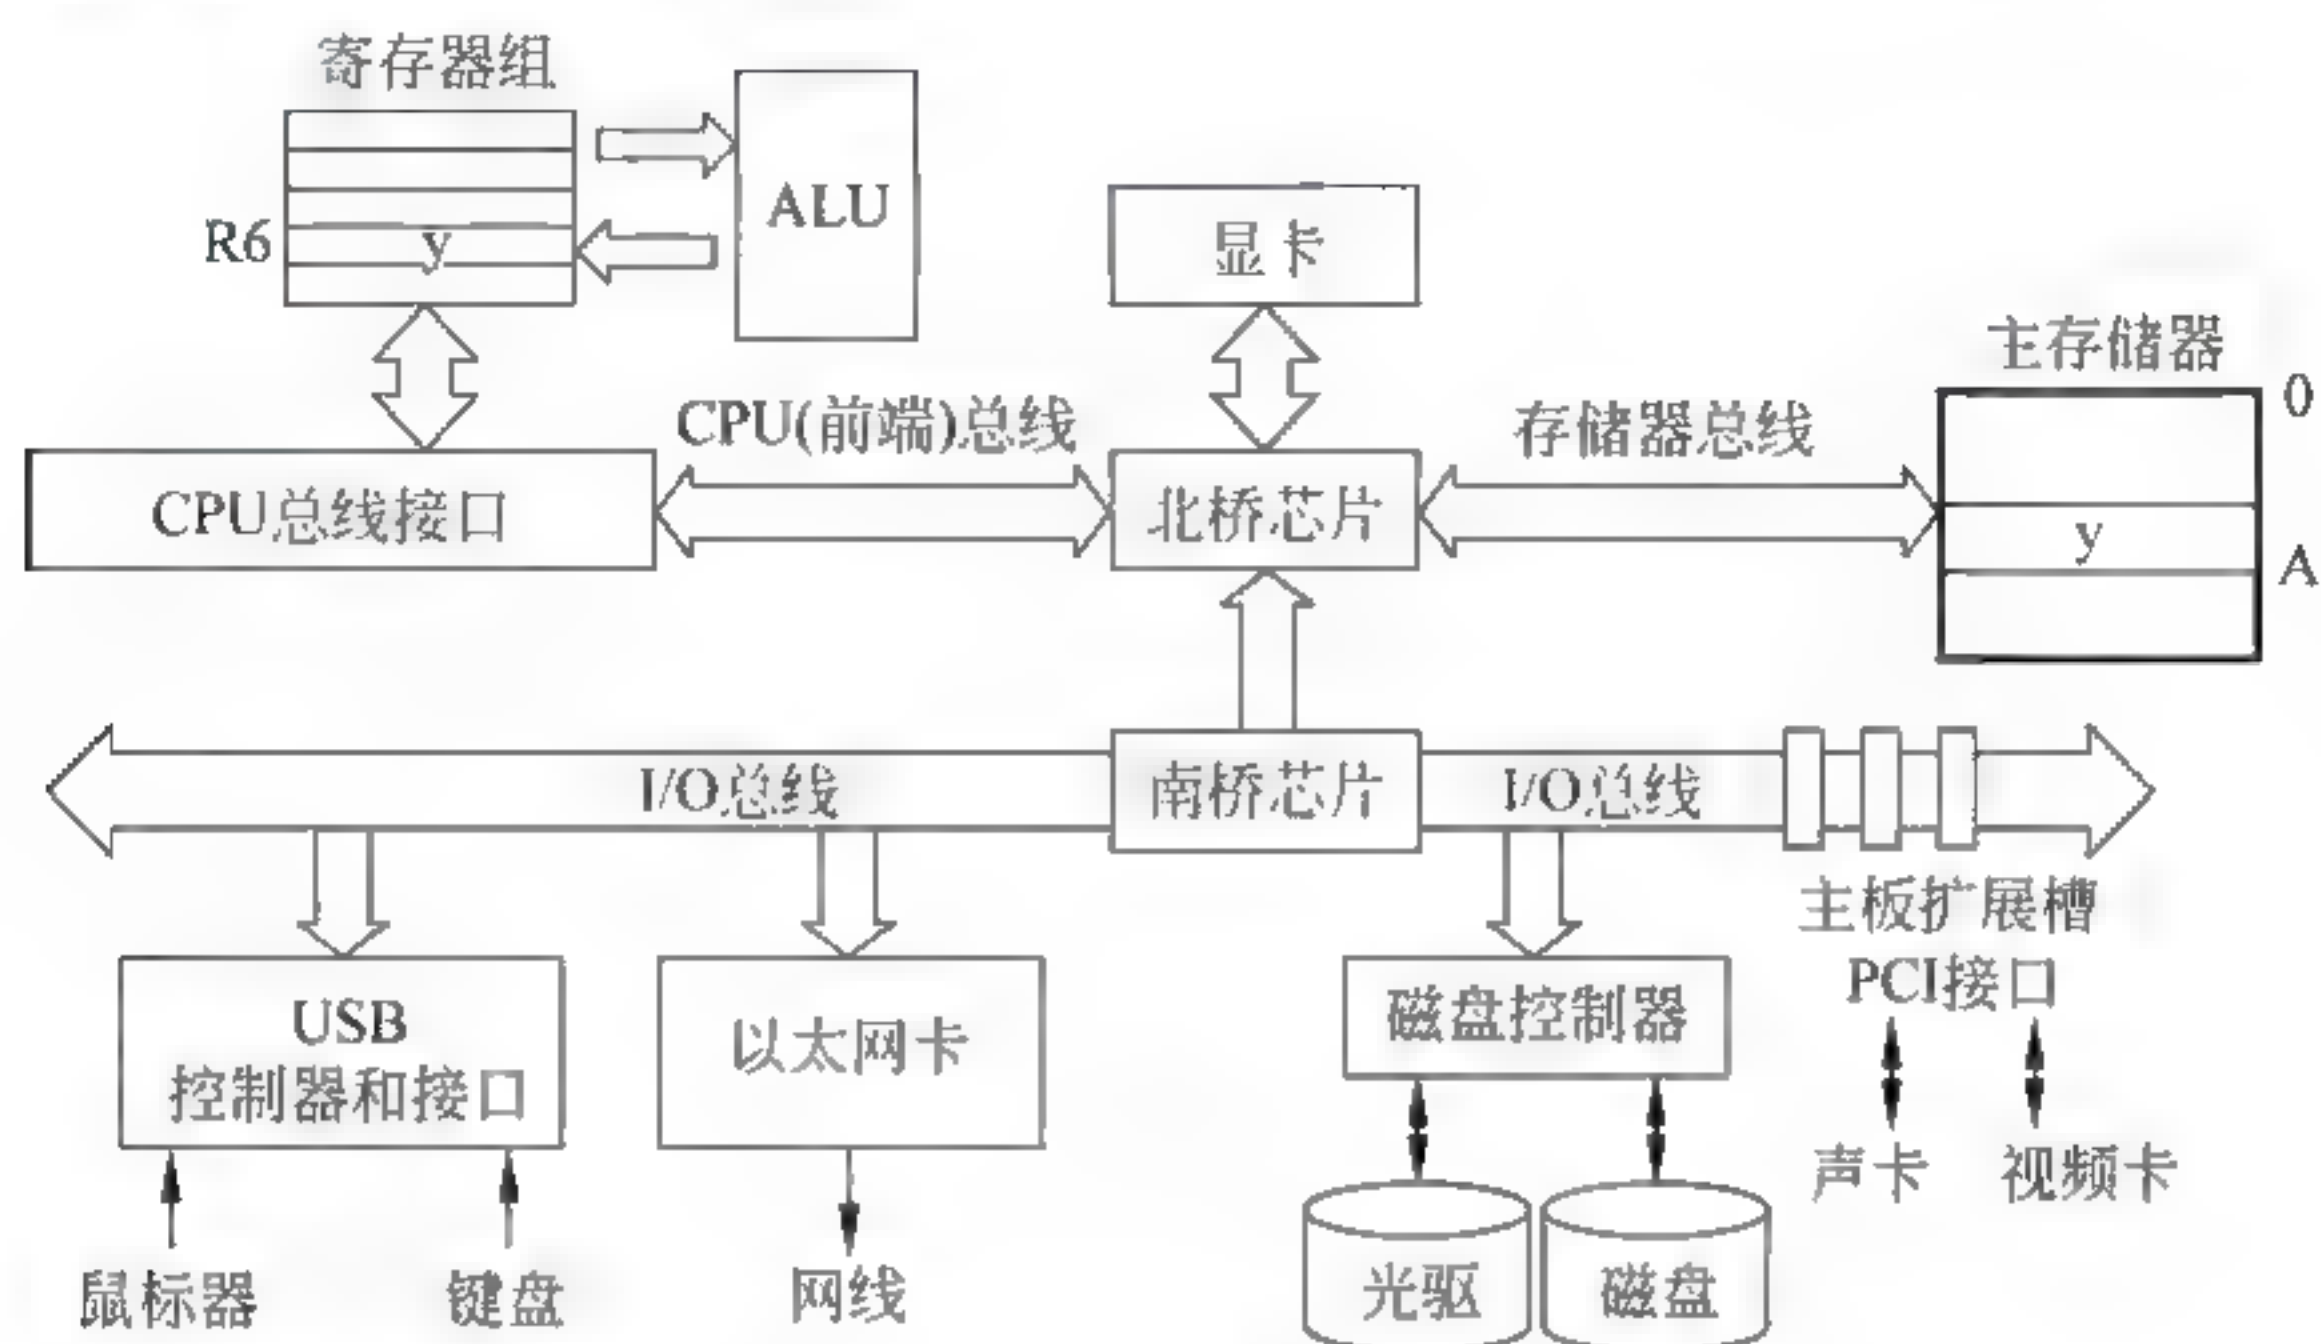 寄存器组
ALU
R6
y
显卡
主存储器
0
CPU(前端)总线
存储器总线
CPU总线接口
北桥芯片
y
A
I/O总线
南桥芯片
I/O总线
主板扩展槽
PCI接口
USB
控制器和接口
以太网卡
磁盘控制器
声卡
视频卡
鼠标器
键盘
网线
光驱
磁盘